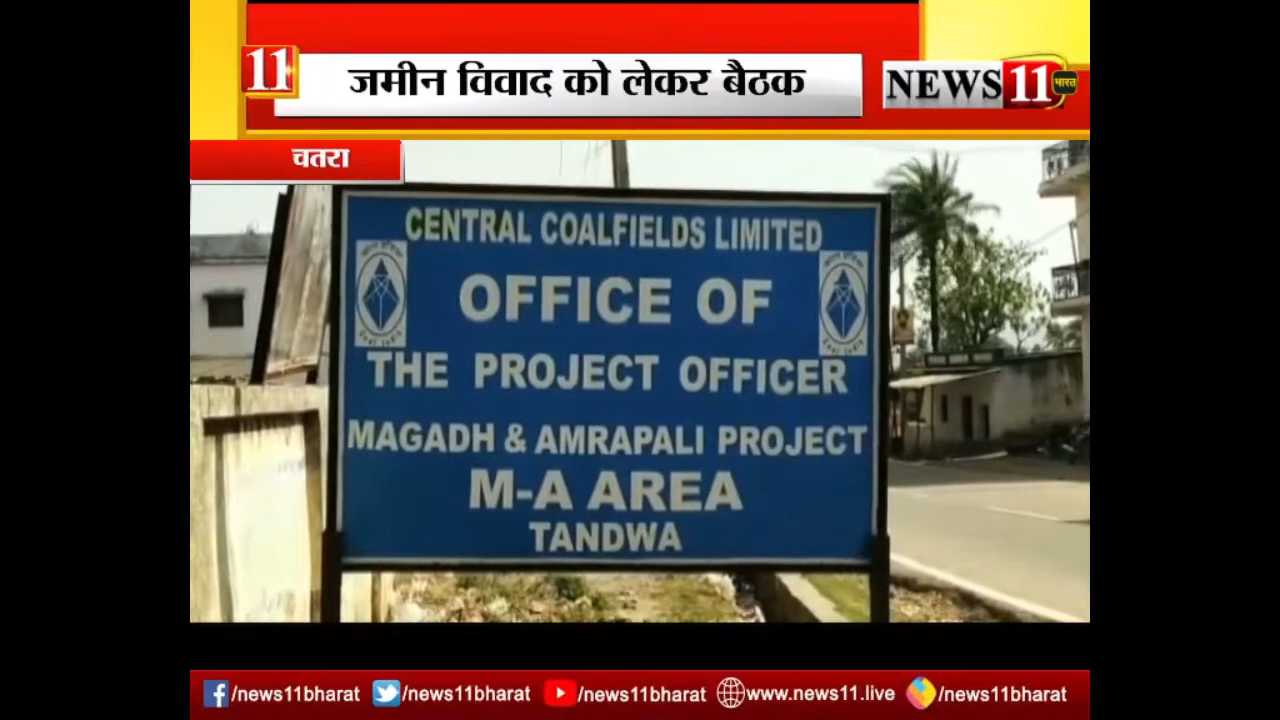 11
जमीन विवाद को लेकर बैठक
NEWS 11 भारत
चतरा
CENTRAL COALFIELDS LIMITED
OFFICE OF
THE PROJECT OFFICER
MAGADH & AMRAPALI PROJECT
M-A AREA
TANDWA
/news11bharat /news11bharat /news11bharat www.news11.live /news11bharat